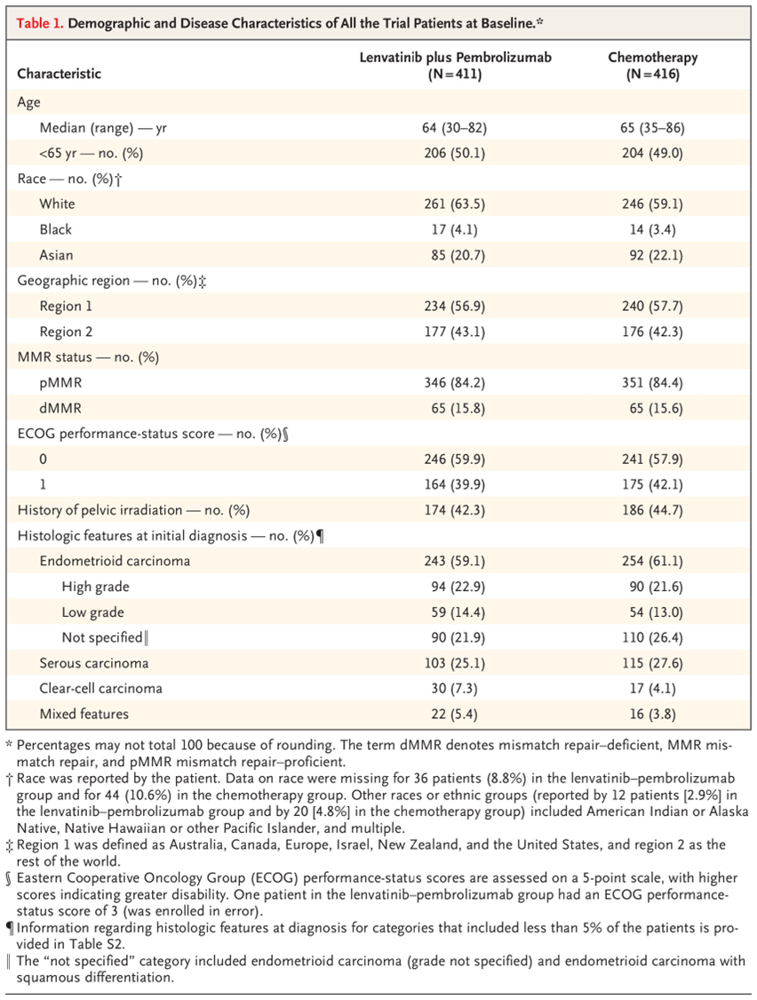 Table 1. Demographic and Disease Characteristics of All the Trial Patients at Baseline.*
Characteristic Lenvatinib plus Pembrolizumab (N=411) Chemotherapy (N=416)
Age
Median (range) — yr 64 (30–82) 65 (35–86)
<65 yr — no. (%) 206 (50.1) 204 (49.0)
Race — no. (%)†
White 261 (63.5) 246 (59.1)
Black 17 (4.1) 14 (3.4)
Asian 85 (20.7) 92 (22.1)
Geographic region — no. (%)‡
Region 1 234 (56.9) 240 (57.7)
Region 2 177 (43.1) 176 (42.3)
MMR status — no. (%)
pMMR 346 (84.2) 351 (84.4)
dMMR 65 (15.8) 65 (15.6)
ECOG performance-status score — no. (%)§
0 246 (59.9) 241 (57.9)
1 164 (39.9) 175 (42.1)
History of pelvic irradiation — no. (%) 174 (42.3) 186 (44.7)
Histologic features at initial diagnosis — no. (%)¶
Endometrioid carcinoma 243 (59.1) 254 (61.1)
High grade 94 (22.9) 90 (21.6)
Low grade 59 (14.4) 54 (13.0)
Not specified‖ 90 (21.9) 110 (26.4)
Serous carcinoma 103 (25.1) 115 (27.6)
Clear-cell carcinoma 30 (7.3) 17 (4.1)
Mixed features 22 (5.4) 16 (3.8)
* Percentages may not total 100 because of rounding. The term dMMR denotes mismatch repair–deficient, MMR mis-
match repair, and pMMR mismatch repair–proficient.
† Race was reported by the patient. Data on race were missing for 36 patients (8.8%) in the lenvatinib–pembrolizumab
group and for 44 (10.6%) in the chemotherapy group. Other races or ethnic groups (reported by 12 patients [2.9%] in
the lenvatinib–pembrolizumab group and by 20 [4.8%] in the chemotherapy group) included American Indian or Alaska
Native, Native Hawaiian or other Pacific Islander, and multiple.
‡ Region 1 was defined as Australia, Canada, Europe, Israel, New Zealand, and the United States, and region 2 as the
rest of the world.
§ Eastern Cooperative Oncology Group (ECOG) performance-status scores are assessed on a 5-point scale, with higher
scores indicating greater disability. One patient in the lenvatinib–pembrolizumab group had an ECOG performance-
status score of 3 (was enrolled in error).
¶ Information regarding histologic features at diagnosis for categories that included less than 5% of the patients is pro-
vided in Table S2.
‖ The “not specified” category included endometrioid carcinoma (grade not specified) and endometrioid carcinoma with
squamous differentiation.